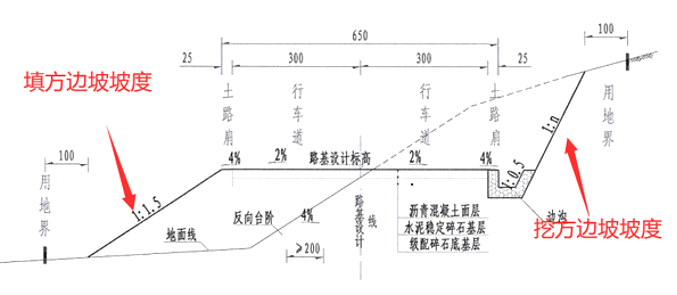 650
100
25
300
300
25
填方边坡坡度
土路肩
行车道
行车道
土路肩
用地界
1:n
4%
2%
路基设计标高
2%
4%
100
1:0.5
用地界
1:1.5
反向台阶
4%
路基设计线
沥青混凝土面层
边沟
挖方边坡坡度
地面线
水泥稳定碎石基层
≥200
级配碎石底基层